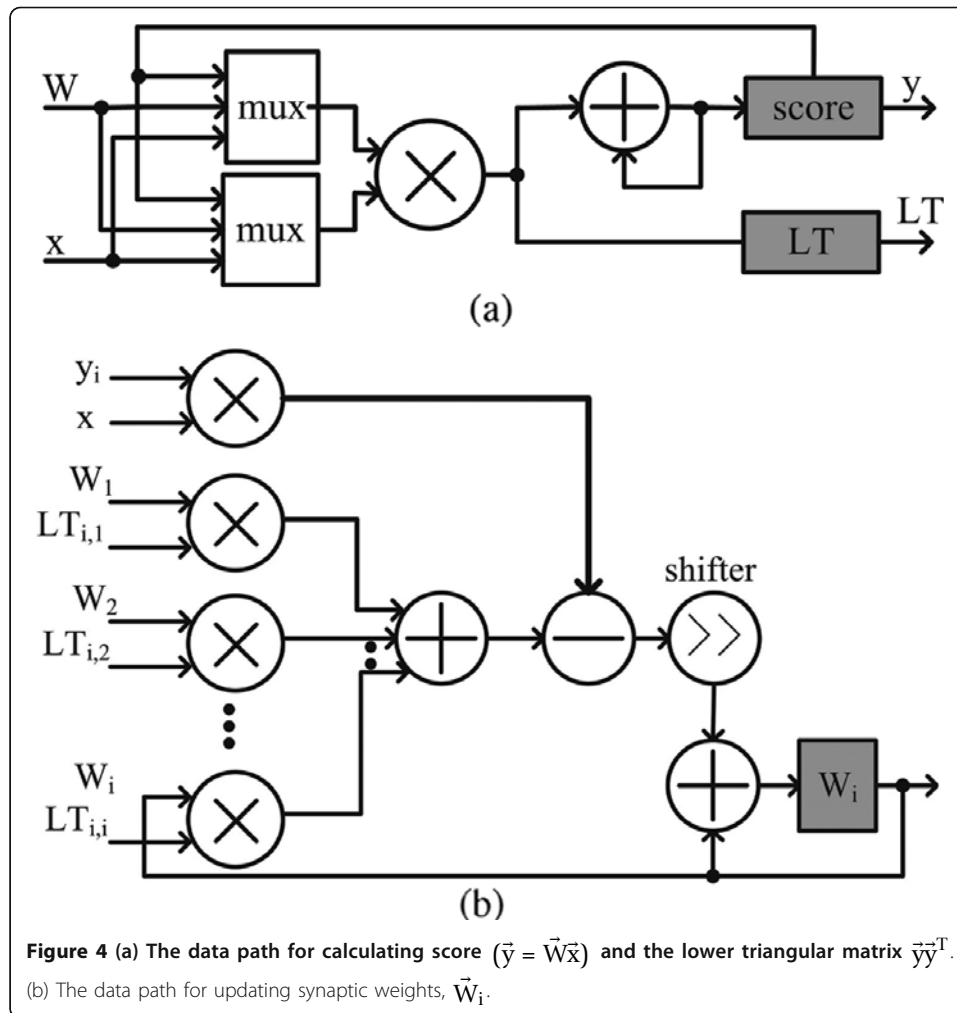 W
mux
score
y
x
mux
LT
LT
(a)
yᵢ
x
W₁
LTᵢ,₁
shifter
W₂
LTᵢ,₂
Wᵢ
LTᵢ,ᵢ
Wᵢ
(b)
Figure 4 (a) The data path for calculating score (y⃗ = W⃗x⃗) and the lower triangular matrix y⃗y⃗ᵀ.
(b) The data path for updating synaptic weights, W⃗ᵢ.